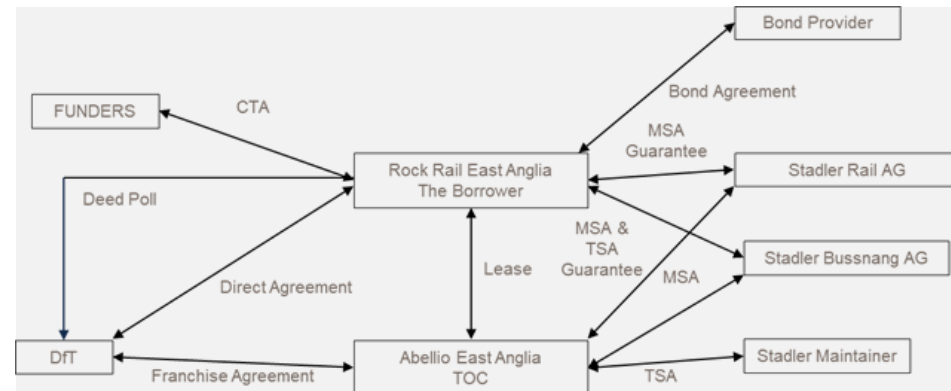 Bond Provider
Bond Agreement
FUNDERS
CTA
MSA
Guarantee
Rock Rail East Anglia
The Borrower
Stadler Rail AG
Deed Poll
MSA &
TSA
Guarantee
Stadler Bussnang AG
Lease
MSA
Direct Agreement
DfT
Franchise Agreement
Abellio East Anglia
TOC
TSA
Stadler Maintainer